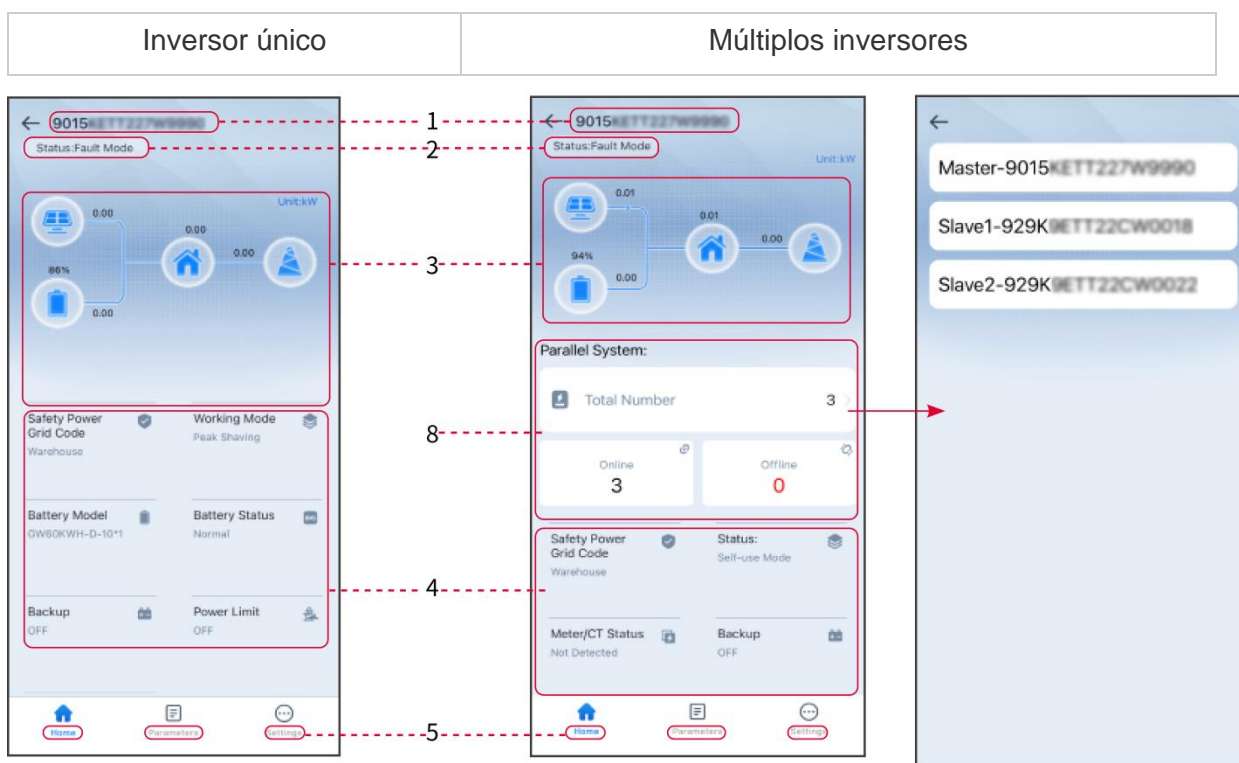 Inversor único
Múltiplos inversores
9015
Status:Fault Mode
Unit:kW
0.00
0.00
0.00
86%
0.00
Safety Power
Grid Code
Warehouse
Working Mode
Peak Shaving
Battery Model
GW60KWH-D-10*1
Battery Status
Normal
Backup
OFF
Power Limit
OFF
Home
Parameters
Settings
1
2
3
8
4
5
9015
Status:Fault Mode
Unit:kW
0.01
0.01
0.00
94%
0.00
Parallel System:
Total Number 3
Online
3
Offline
0
Safety Power
Grid Code
Warehouse
Status:
Self-use Mode
Meter/CT Status
Not Detected
Backup
OFF
Home
Parameters
Settings
Master-9015
Slave1-929K
Slave2-929K